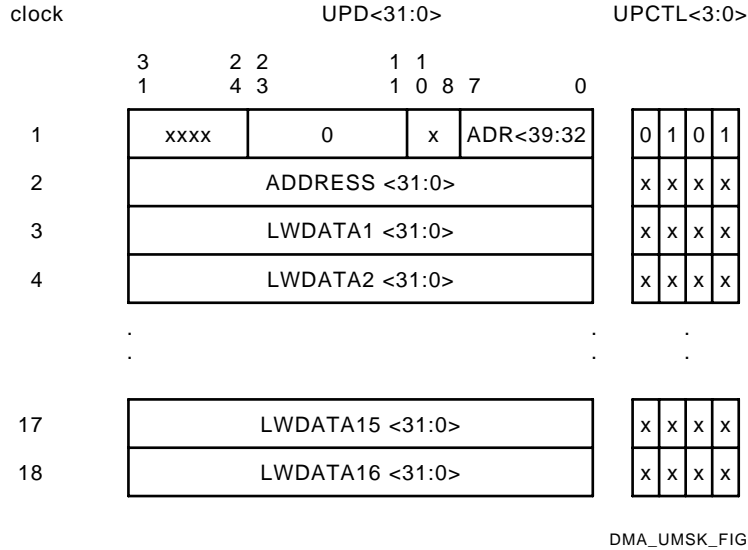 clock UPD<31:0> UPCTL<3:0>
3 2 2 1 1
1 4 3 1 0 8 7 0
1 xxxx 0 x ADR<39:32 0 1 0 1
2 ADDRESS <31:0> x x x x
3 LWDATA1 <31:0> x x x x
4 LWDATA2 <31:0> x x x x
. . .
. . .
17 LWDATA15 <31:0> x x x x
18 LWDATA16 <31:0> x x x x
DMA_UMSK_FIG